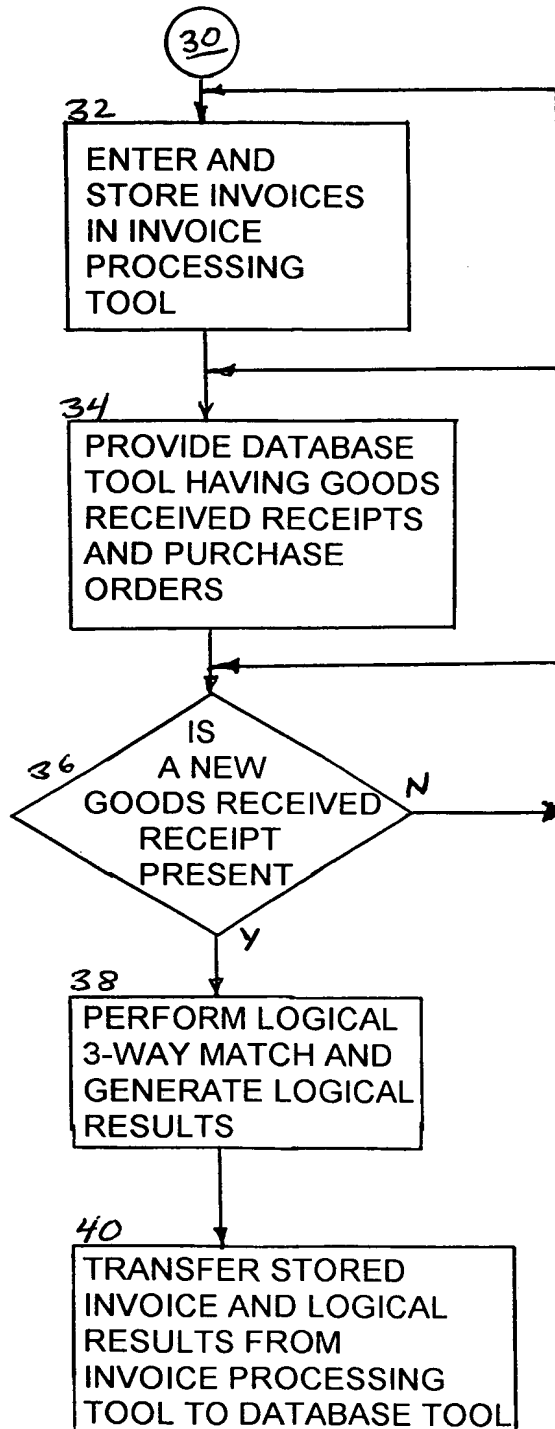 30
32
ENTER AND
STORE INVOICES
IN INVOICE
PROCESSING
TOOL
34
PROVIDE DATABASE
TOOL HAVING GOODS
RECEIVED RECEIPTS
AND PURCHASE
ORDERS
36
IS
A NEW
GOODS RECEIVED
RECEIPT
PRESENT
N
Y
38
PERFORM LOGICAL
3-WAY MATCH AND
GENERATE LOGICAL
RESULTS
40
TRANSFER STORED
INVOICE AND LOGICAL
RESULTS FROM
INVOICE PROCESSING
TOOL TO DATABASE TOOL